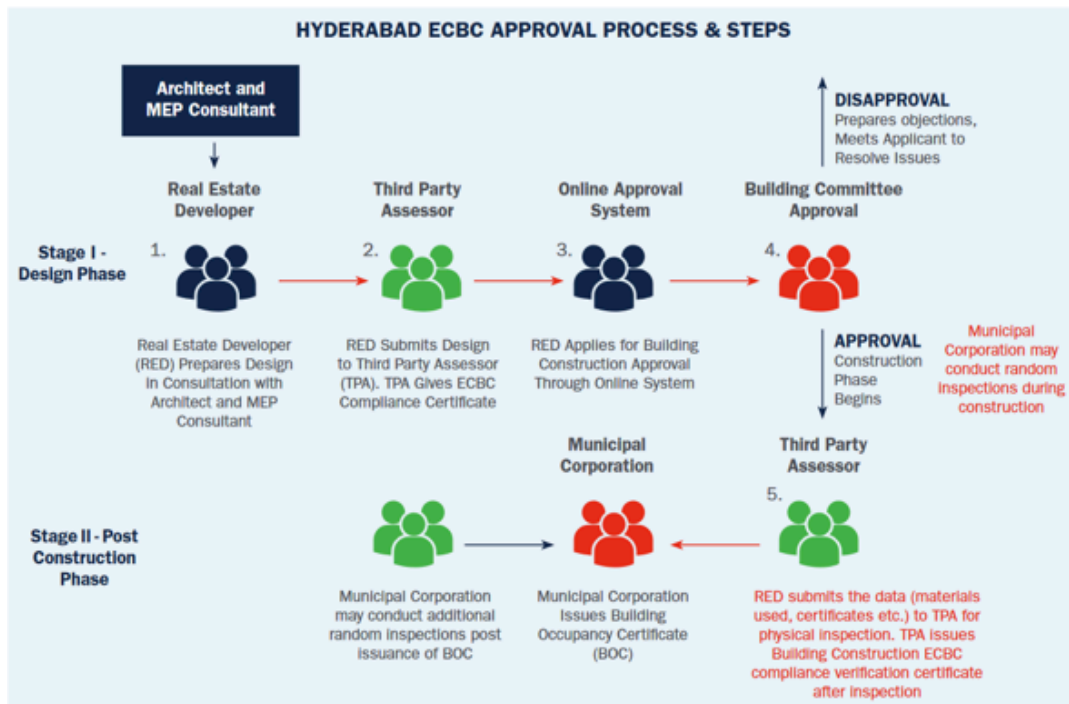 HYDERABAD ECBC APPROVAL PROCESS & STEPS
Architect and
MEP Consultant
DISAPPROVAL
Prepares objections,
Meets Applicant to
Resolve Issues
Real Estate
Developer
Third Party
Assessor
Online Approval
System
Building Committee
Approval
Stage I -
Design Phase
1.
2.
3.
4.
Real Estate Developer
(RED) Prepares Design
in Consultation with
Architect and MEP
Consultant
RED Submits Design
to Third Party Assessor
(TPA). TPA Gives ECBC
Compliance Certificate
RED Applies for Building
Construction Approval
Through Online System
APPROVAL
Construction
Phase
Begins
Municipal
Corporation may
conduct random
inspections during
construction
Municipal
Corporation
Third Party
Assessor
Stage II - Post
Construction
Phase
5.
Municipal Corporation
may conduct additional
random inspections post
issuance of BOC
Municipal Corporation
Issues Building
Occupancy Certificate
(BOC)
RED submits the data (materials
used, certificates etc.) to TPA for
physical inspection. TPA issues
Building Construction ECBC
compliance verification certificate
after inspection